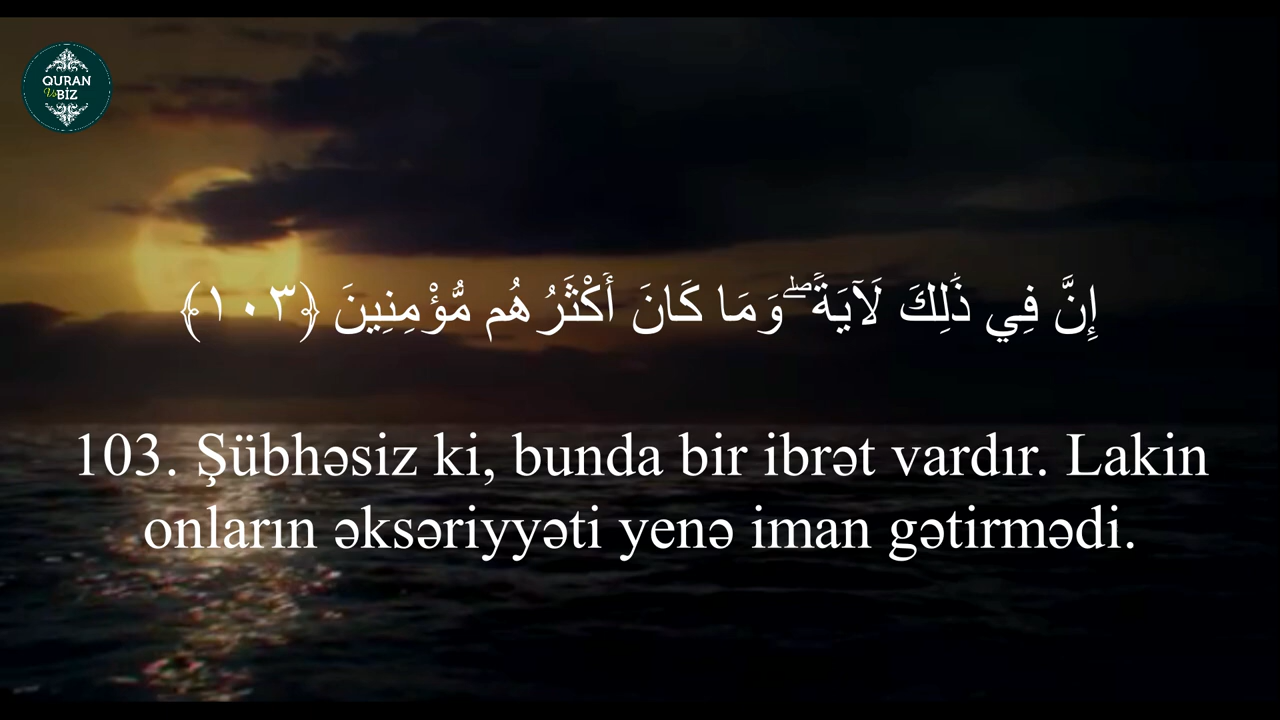 QURAN
Və BİZ
إِنَّ فِي ذَٰلِكَ لَآيَةً ۖ وَمَا كَانَ أَكْثَرُهُم مُّؤْمِنِينَ ﴿١٠٣﴾
103. Şübhəsiz ki, bunda bir ibrət vardır. Lakin
onların əksəriyyəti yenə iman gətirmədi.